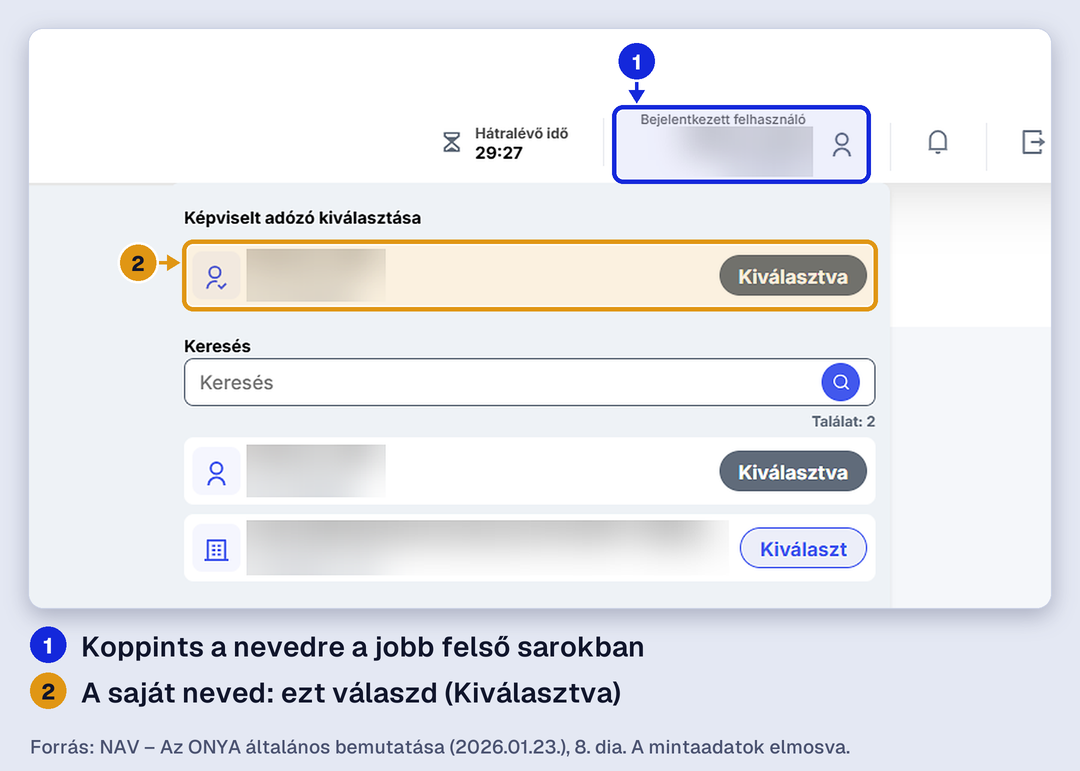 1
Bejelentkezett felhasználó
Hátralévő idő
29:27
Képviselt adózó kiválasztása
2
Kiválasztva
Keresés
Keresés
Találat: 2
Kiválasztva
Kiválaszt
1 Koppints a nevedre a jobb felső sarokban
2 A saját neved: ezt válaszd (Kiválasztva)
Forrás: NAV – Az ONYA általános bemutatása (2026.01.23.), 8. dia. A mintaadatok elmosva.